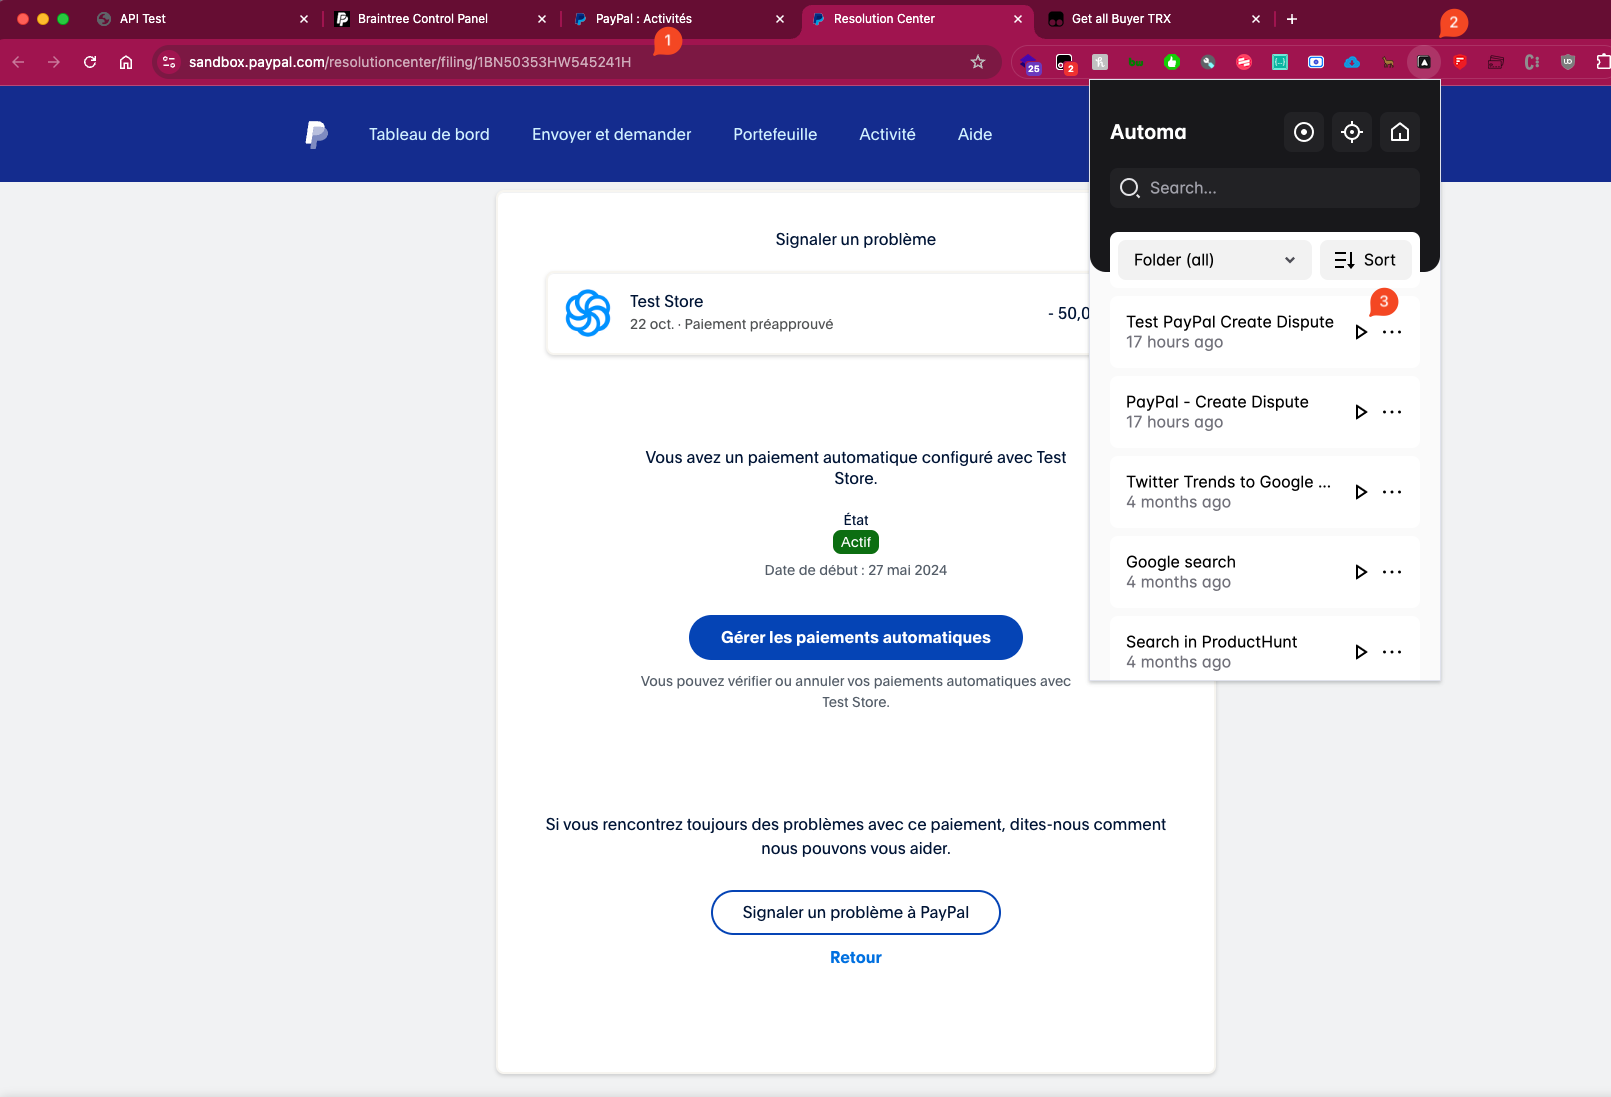 API Test
Braintree Control Panel
PayPal : Activités
Resolution Center
Get all Buyer TRX
1
2
sandbox.paypal.com/resolutioncenter/filing/1BN50353HW545241H
25
2
Tableau de bord
Envoyer et demander
Portefeuille
Activité
Aide
Automa
Search...
Folder (all)
Sort
3
Test PayPal Create Dispute
17 hours ago
PayPal - Create Dispute
17 hours ago
Twitter Trends to Google ...
4 months ago
Google search
4 months ago
Search in ProductHunt
4 months ago
Signaler un problème
Test Store
22 oct. · Paiement préapprouvé
- 50,0
Vous avez un paiement automatique configuré avec Test
Store.
État
Actif
Date de début : 27 mai 2024
Gérer les paiements automatiques
Vous pouvez vérifier ou annuler vos paiements automatiques avec
Test Store.
Si vous rencontrez toujours des problèmes avec ce paiement, dites-nous comment
nous pouvons vous aider.
Signaler un problème à PayPal
Retour